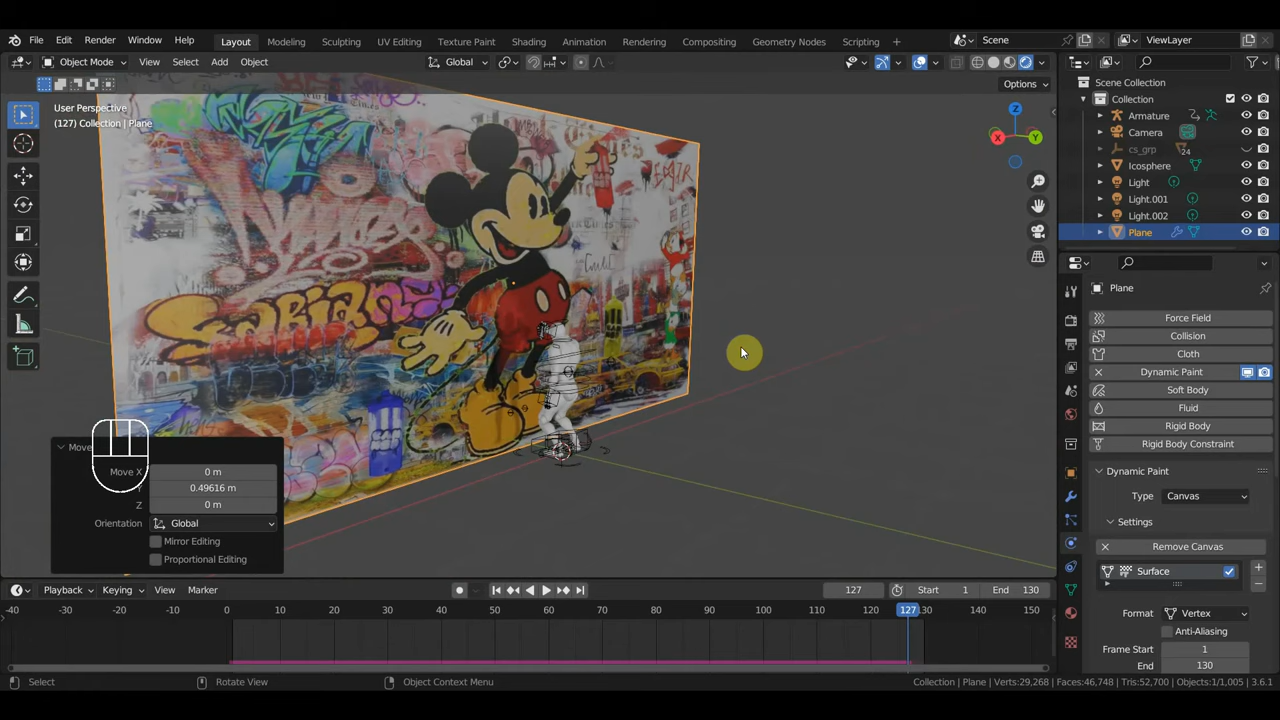 File Edit Render Window Help
Layout Modeling Sculpting UV Editing Texture Paint Shading Animation Rendering Compositing Geometry Nodes Scripting +
Scene ViewLayer
Object Mode View Select Add Object Global
Options
User Perspective
(127) Collection | Plane
Z
X Y
Scene Collection
Collection
Armature
Camera
cs_grp 24
Icosphere
Light
Light.001
Light.002
Plane
Plane
Force Field
Collision
Cloth
Dynamic Paint
Soft Body
Fluid
Rigid Body
Rigid Body Constraint
Dynamic Paint
Type Canvas
Settings
Remove Canvas
Surface
Format Vertex
Anti-Aliasing
Frame Start 1
End 130
Move
Move X 0 m
0.49616 m
Z 0 m
Orientation Global
Mirror Editing
Proportional Editing
Playback Keying View Marker
127 Start 1 End 130
-40 -30 -20 -10 0 10 20 30 40 50 60 70 80 90 100 110 120 127 130 140 150
Select Rotate View Object Context Menu
Collection | Plane | Verts:29,268 | Faces:46,748 | Tris:52,700 | Objects:1/1,005 | 3.6.1